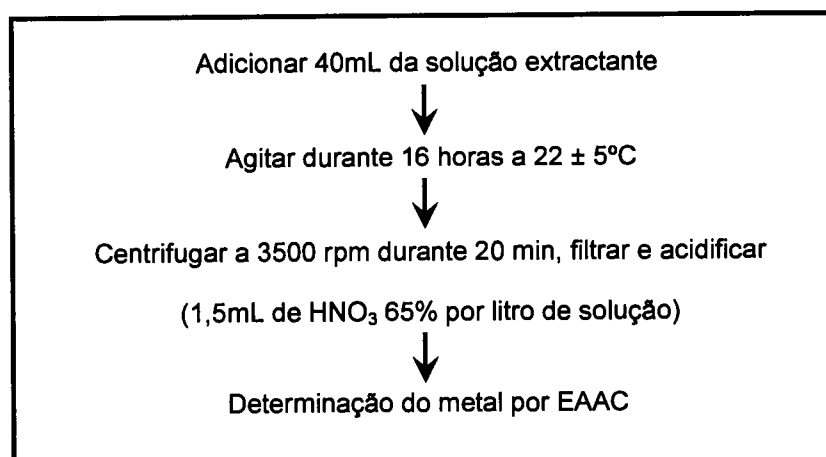 Adicionar 40mL da solução extractante
Agitar durante 16 horas a 22 ± 5ºC
Centrifugar a 3500 rpm durante 20 min, filtrar e acidificar
(1,5mL de HNO₃ 65% por litro de solução)
Determinação do metal por EAAC